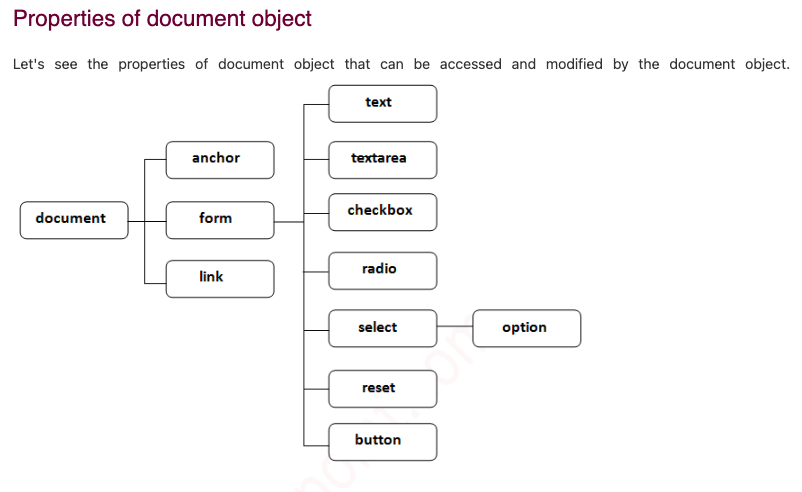 Properties of document object
Let's see the properties of document object that can be accessed and modified by the document object.
text
anchor
textarea
document
form
checkbox
link
radio
select
option
reset
button